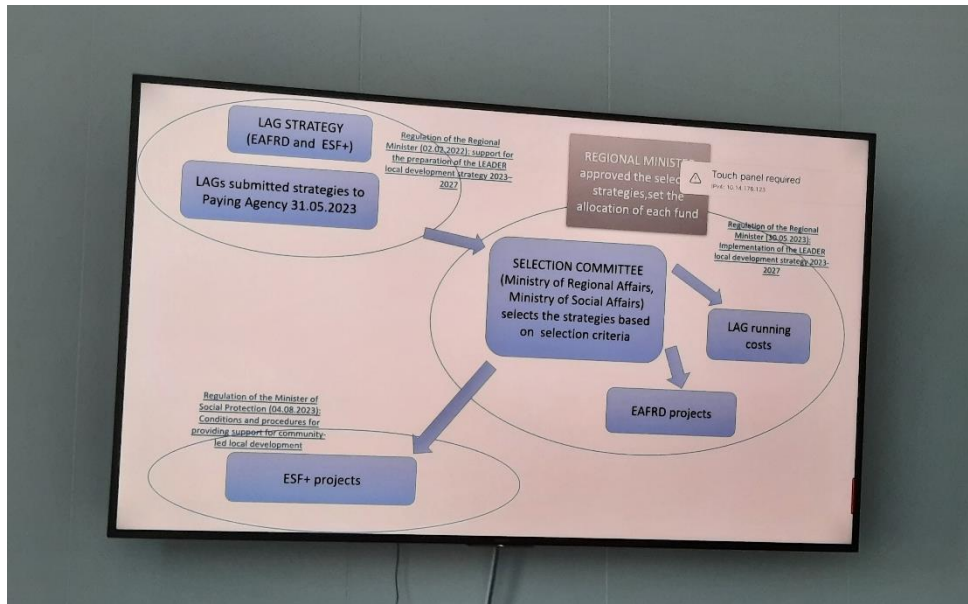 LAG STRATEGY
(EAFRD and ESF+)
LAGs submitted strategies to
Paying Agency 31.05.2023
Regulation of the Regional
Minister (02.02.2022): support for
the preparation of the LEADER
local development strategy 2023–
2027
REGIONAL MINISTER
approved the selected
strategies,set the
allocation of each fund
Touch panel required
Regulation of the Regional
Minister (30.05.2023):
Implementation of the LEADER
local development strategy 2023-
2027
SELECTION COMMITTEE
(Ministry of Regional Affairs,
Ministry of Social Affairs)
selects the strategies based
on selection criteria
LAG running
costs
EAFRD projects
Regulation of the Minister of
Social Protection (04.08.2023):
Conditions and procedures for
providing support for community-
led local development
ESF+ projects